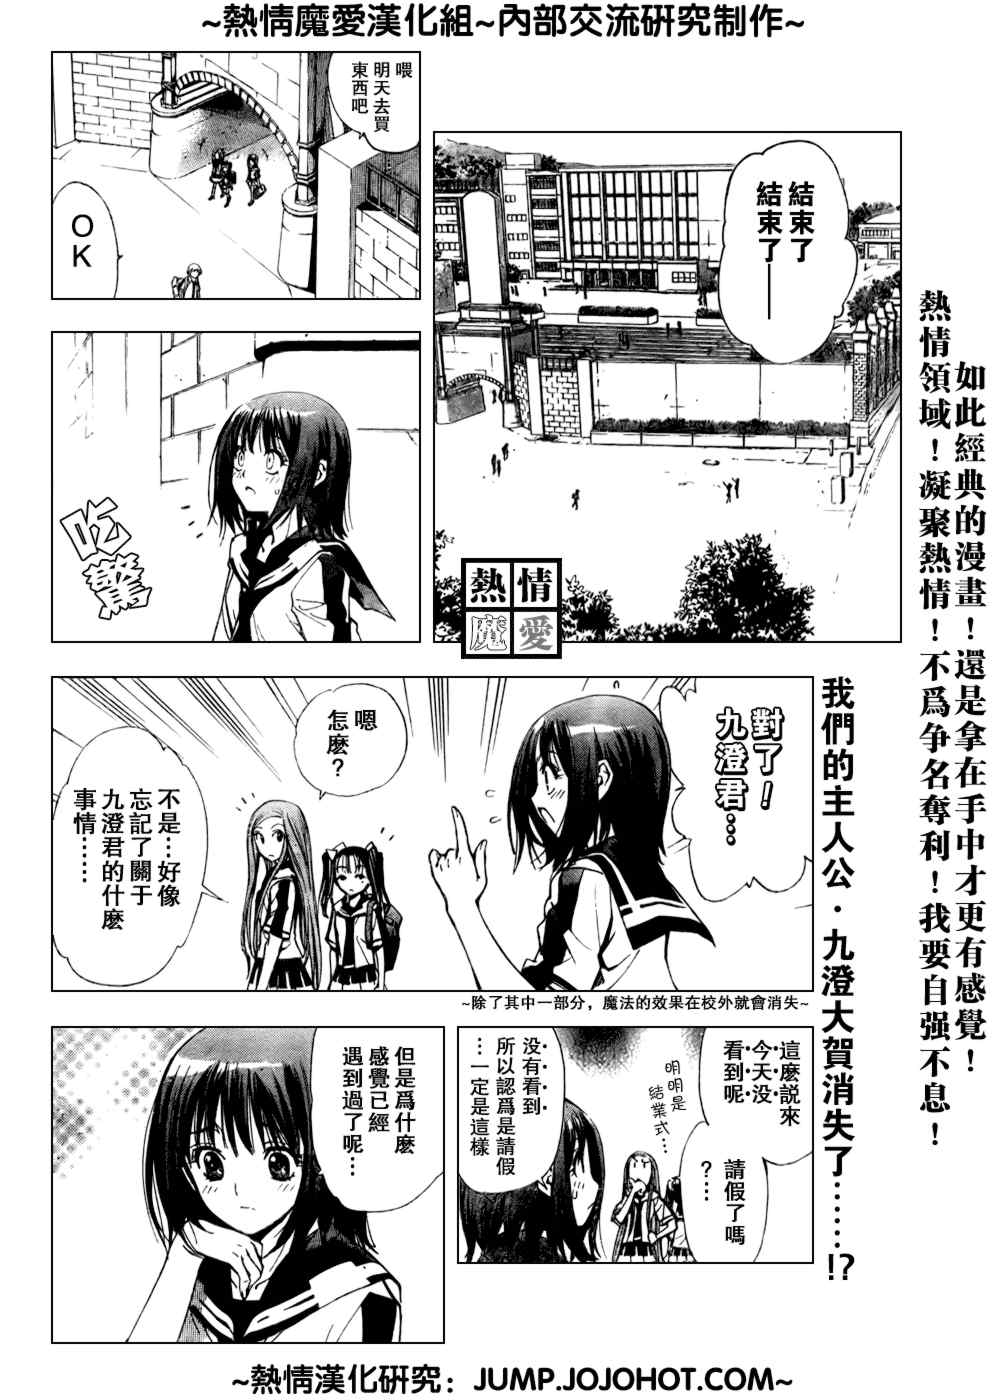 ~熱情魔愛漢化組~內部交流研究制作~
如此經典的漫畫！還是拿在手中才更有感覺！
熱情領域！凝聚熱情！不爲争名奪利！我要自强不息！
結束了
結束了——
喂
明天去買
東西吧
OK
吃驚
熱情
魔愛
我們的主人公·九澄大賀消失了……!?
對了！
九澄君…
嗯
怎麽？
不是…好像
忘記了關于
九澄君的什麽
事情……
~除了其中一部分，魔法的效果在校外就會消失~
這麽説來
今天没
看到呢
請假了嗎
？…
明明是
結業式…
没有看到
所以認爲是請假
…一定是這樣
但是爲什麽
感覺已經
遇到過了呢…
~熱情漢化研究：JUMP.JOJOHOT.COM~